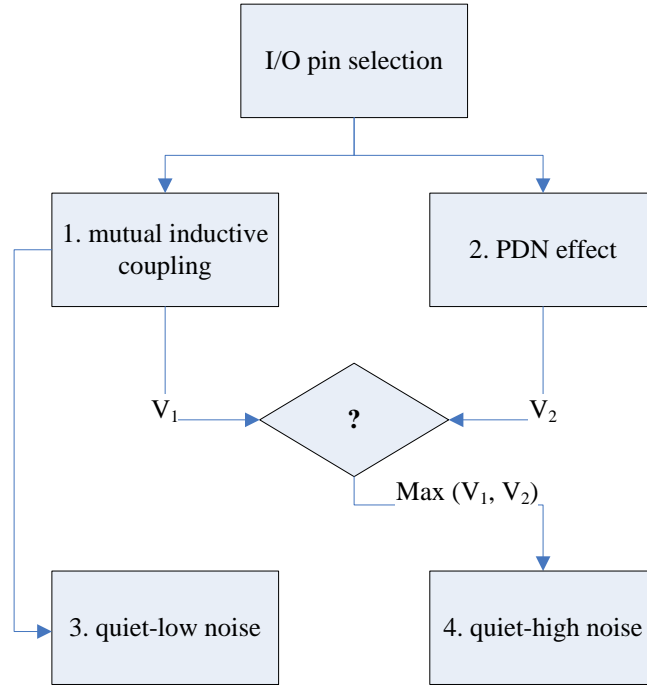 I/O pin selection
1. mutual inductive
coupling
2. PDN effect
V₁
?
V₂
Max (V₁, V₂)
3. quiet-low noise
4. quiet-high noise